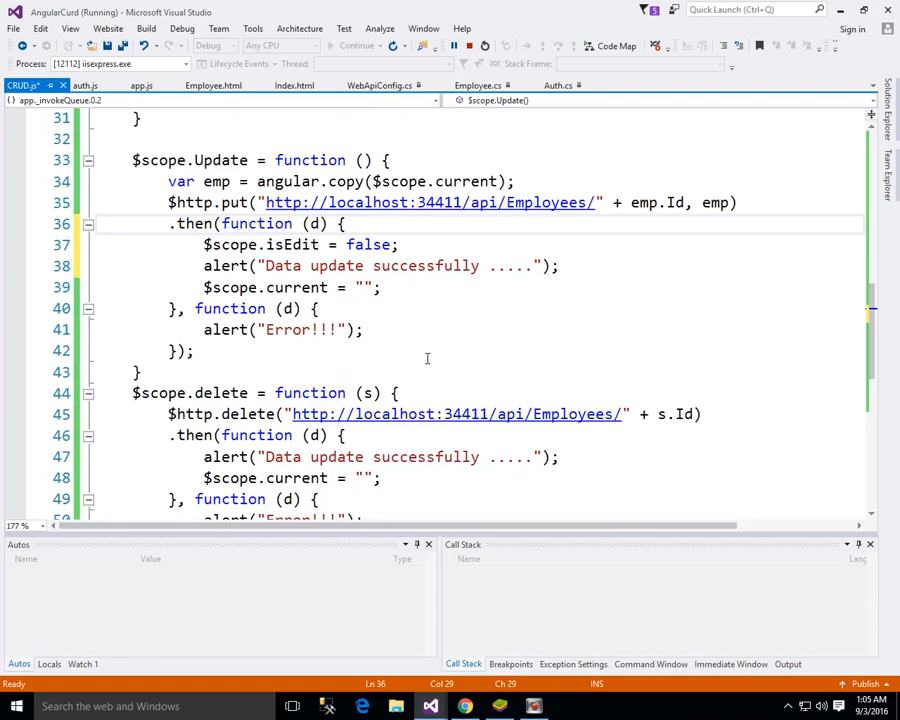 AngularCurd (Running) - Microsoft Visual Studio
5
Quick Launch (Ctrl+Q)
File Edit View Website Build Debug Team Tools Architecture Test Analyze Window Help
Sign in
Debug Any CPU Continue Code Map
Process: [12112] iisexpress.exe Lifecycle Events Thread: Stack Frame:
CRUD.js* auth.js app.js Employee.html Index.html WebApiConfig.cs Employee.cs Auth.cs
{ } app._invokeQueue.0.2 $scope.Update()
Solution Explorer
Team Explorer
31 }
32
33 $scope.Update = function () {
34 var emp = angular.copy($scope.current);
35 $http.put("http://localhost:34411/api/Employees/" + emp.Id, emp)
36 .then(function (d) {
37 $scope.isEdit = false;
38 alert("Data update successfully .....");
39 $scope.current = "";
40 }, function (d) {
41 alert("Error!!!");
42 });
43 }
44 $scope.delete = function (s) {
45 $http.delete("http://localhost:34411/api/Employees/" + s.Id)
46 .then(function (d) {
47 alert("Data update successfully .....");
48 $scope.current = "";
49 }, function (d) {
50 alert("Error!!!");
177 %
Autos
Name Value Type
Call Stack
Name Lang
Autos Locals Watch 1
Call Stack Breakpoints Exception Settings Command Window Immediate Window Output
Ready Ln 36 Col 29 Ch 29 INS Publish
Search the web and Windows
1:05 AM
9/3/2016